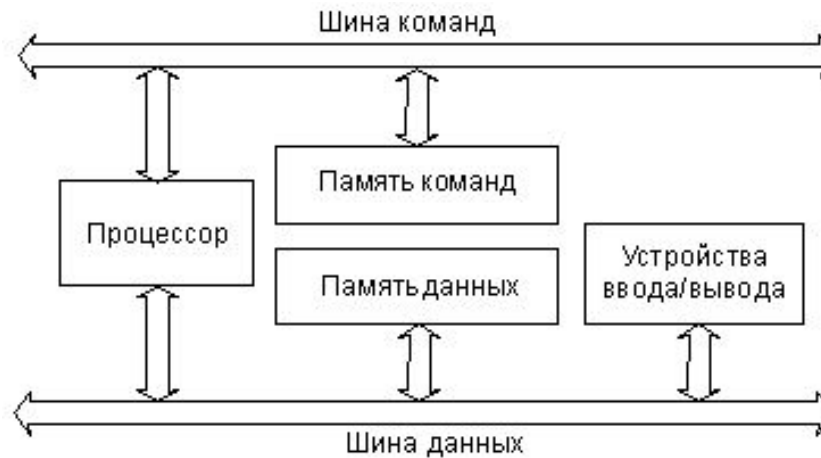 Шина команд
Память команд
Процессор
Память данных
Устройства
ввода/вывода
Шина данных